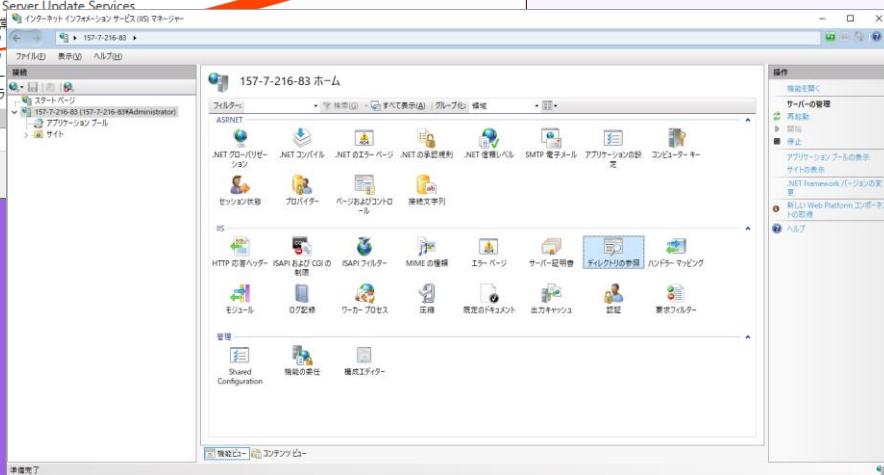 Server Update Services
インターネット インフォメーション サービス (IIS) マネージャー
157-7-216-83
ファイル(F) 表示(V) ヘルプ(H)
接続
スタート ページ
157-7-216-83 (157-7-216-83¥Administrator)
アプリケーション プール
サイト
157-7-216-83 ホーム
フィルター: 検索(G) すべて表示(A) グループ化: 領域
ASP.NET
.NET グローバリゼーション
.NET コンパイル
.NET のエラー ページ
.NET の承認規則
.NET 信頼レベル
SMTP 電子メール
アプリケーションの設定
コンピューター キー
セッション状態
プロバイダー
ページおよびコントロール
接続文字列
IIS
HTTP 応答ヘッダー
ISAPI および CGI の制限
ISAPI フィルター
MIME の種類
エラー ページ
サーバー証明書
ディレクトリの参照
ハンドラー マッピング
モジュール
ログ記録
ワーカー プロセス
圧縮
既定のドキュメント
出力キャッシュ
認証
要求フィルター
管理
Shared Configuration
機能の委任
構成エディター
機能ビュー コンテンツ ビュー
操作
機能を開く
サーバーの管理
再起動
開始
停止
アプリケーション プールの表示
サイトの表示
.NET Framework バージョンの変更
新しい Web Platform コンポーネントの取得
ヘルプ
準備完了